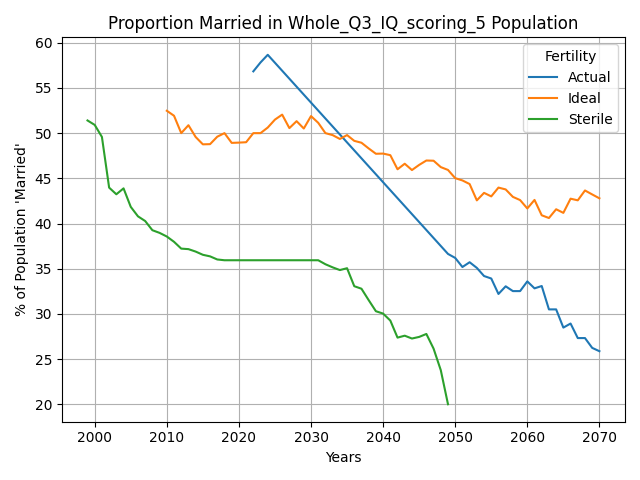 Proportion Married in Whole_Q3_IQ_scoring_5 Population
% of Population 'Married'
60
55
50
45
40
35
30
25
20
Fertility
Actual
Ideal
Sterile
2000 2010 2020 2030 2040 2050 2060 2070
Years